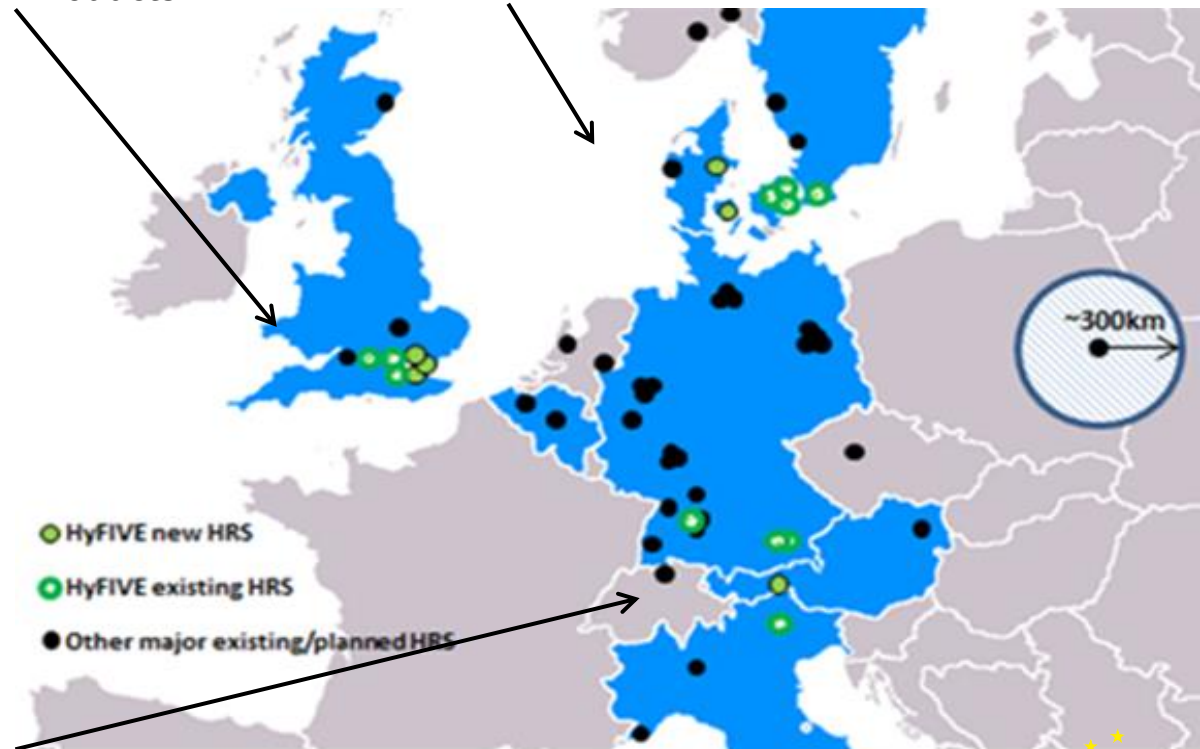 ~300km
HyFIVE new HRS
HyFIVE existing HRS
Other major existing/planned HRS